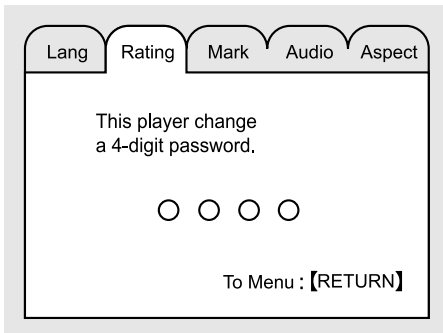 Lang Rating Mark Audio Aspect
This player change
a 4-digit password.
To Menu :【RETURN】